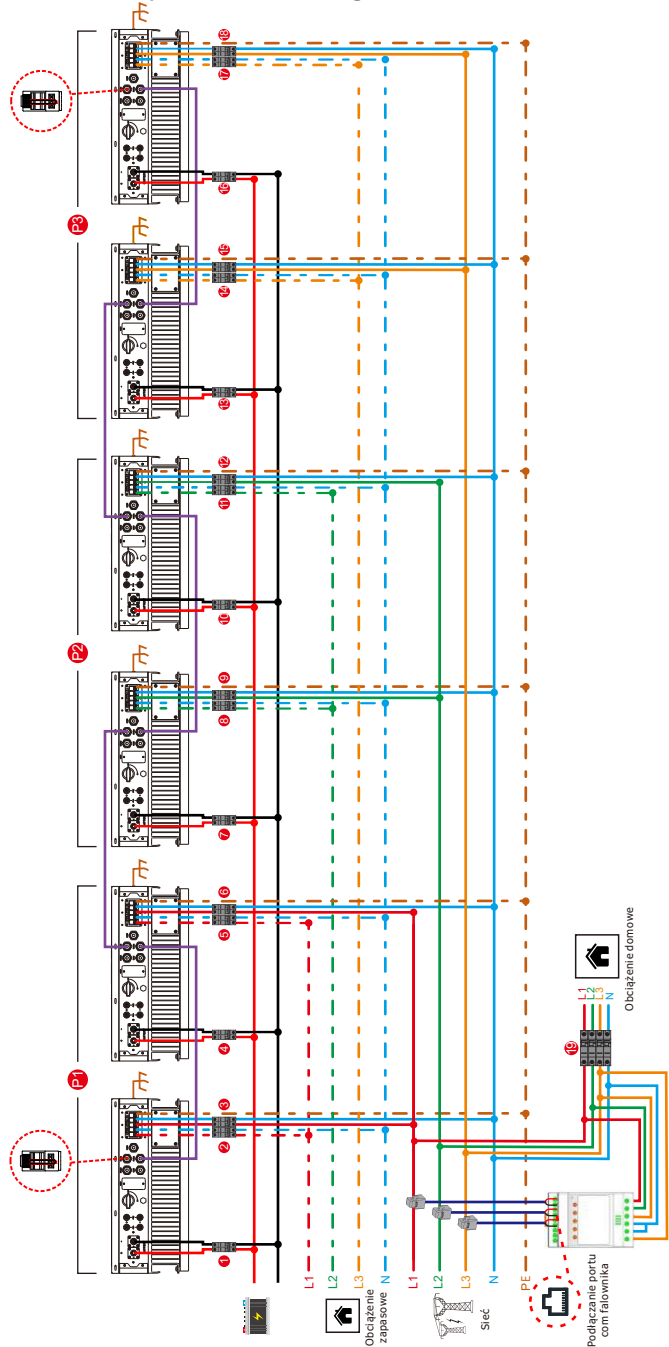 P1
P2
P3
1
2
3
4
5
6
7
8
9
10
11
12
13
14
15
16
17
18
L1
L2
L3
N
Obciążenie
zapasowe
L1
L2
L3
N
Sieć
PE
19
L1
L2
L3
N
Obciążenie domowe
Podłączanie portu
com falownika